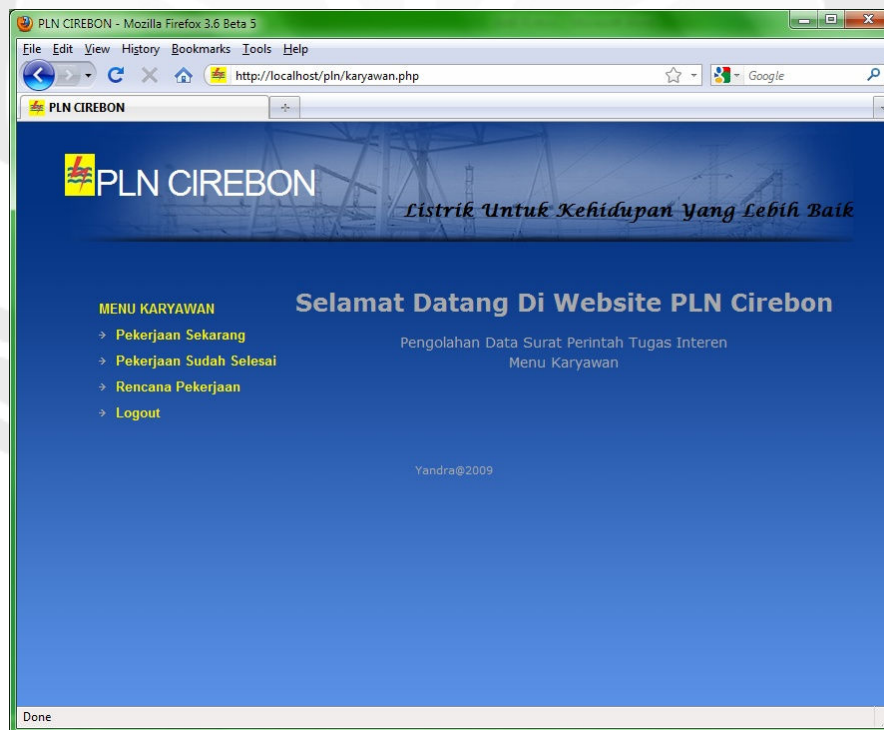 PLN CIREBON - Mozilla Firefox 3.6 Beta 5
File Edit View History Bookmarks Tools Help
http://localhost/pln/karyawan.php
Google
PLN CIREBON
PLN CIREBON
Listrik Untuk Kehidupan Yang Lebih Baik
MENU KARYAWAN
Pekerjaan Sekarang
Pekerjaan Sudah Selesai
Rencana Pekerjaan
Logout
Selamat Datang Di Website PLN Cirebon
Pengolahan Data Surat Perintah Tugas Interen
Menu Karyawan
Yandra@2009
Done